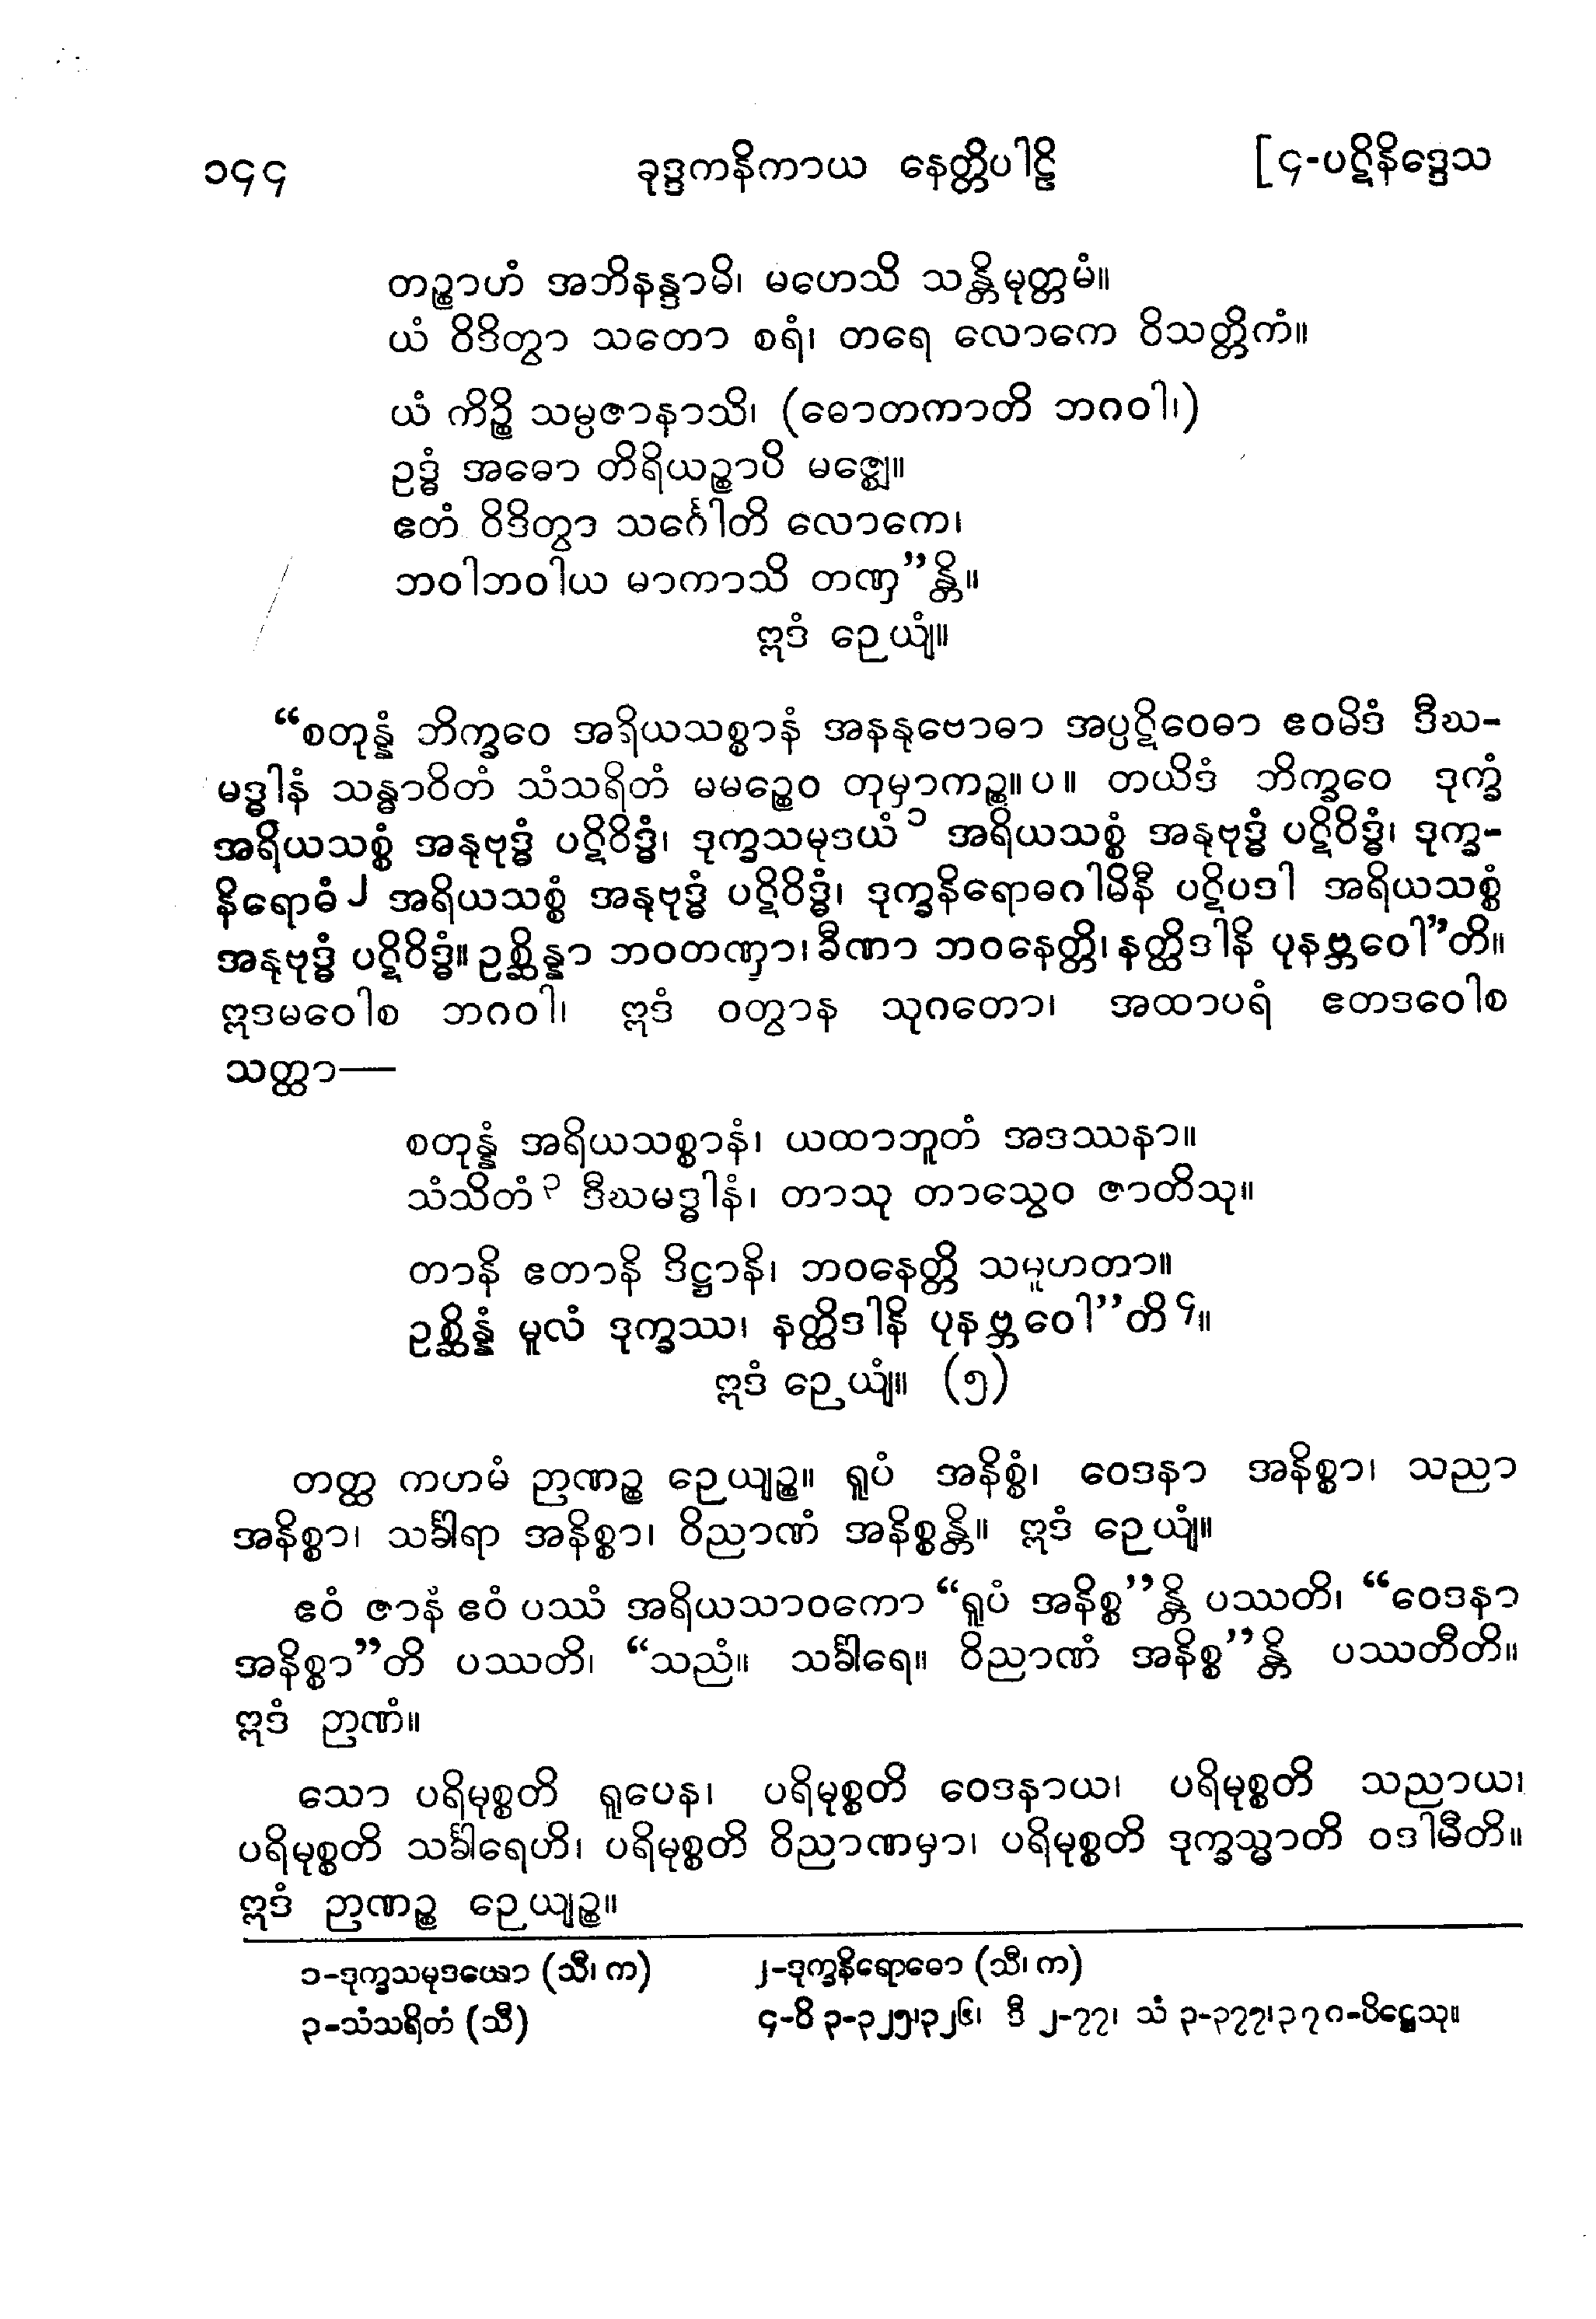 ၁၄၄ ခုဒ္ဒကနိကာယ နေတ္တိပါဠိ [၄-ပဋိနိဒ္ဒေသ
တဉ္စာဟံ အဘိနန္ဒာမိ၊ မဟေသိ သန္တိမုတ္တမံ။
ယံ ဝိဒိတွာ သတော စရံ၊ တရေ လောကေ ဝိသတ္တိကံ။
ယံ ကိဉ္စိ သမ္ပဇာနာသိ၊ (ဓောတကာတိ ဘဂဝါ၊)
ဥဒ္ဓံ အဓော တိရိယဉ္စာပိ မဇ္ဈေ။
ဧတံ ဝိဒိတွာ သင်္ဂေါတိ လောကေ၊
ဘဝါဘဝါယ မာကာသိ တဏှ”န္တိ။
ဣဒံ ဉေယျံ။
“စတုန္နံ ဘိက္ခဝေ အရိယသစ္စာနံ အနနုဗောဓာ အပ္ပဋိဝေဓာ ဧဝမိဒံ ဒီဃ-
မဒ္ဓါနံ သန္ဓာဝိတံ သံသရိတံ မမဉ္စေဝ တုမှာကဉ္စ။ပ။ တယိဒံ ဘိက္ခဝေ ဒုက္ခံ
အရိယသစ္စံ အနုဗုဒ္ဓံ ပဋိဝိဒ္ဓံ၊ ဒုက္ခသမုဒယံ၁ အရိယသစ္စံ အနုဗုဒ္ဓံ ပဋိဝိဒ္ဓံ၊ ဒုက္ခ-
နိရောဓံ၂ အရိယသစ္စံ အနုဗုဒ္ဓံ ပဋိဝိဒ္ဓံ၊ ဒုက္ခနိရောဓဂါမိနီ ပဋိပဒါ အရိယသစ္စံ
အနုဗုဒ္ဓံ ပဋိဝိဒ္ဓံ။ ဥစ္ဆိန္နာ ဘဝတဏှာ၊ ခီဏာ ဘဝနေတ္တိ၊ နတ္ထိဒါနိ ပုနဗ္ဘဝေါ”တိ။
ဣဒမဝေါစ ဘဂဝါ၊ ဣဒံ ဝတွာန သုဂတော၊ အထာပရံ ဧတဒဝေါစ
သတ္ထာ—
စတုန္နံ အရိယသစ္စာနံ၊ ယထာဘူတံ အဒဿနာ။
သံသိတံ၃ ဒီဃမဒ္ဓါနံ၊ တာသု တာသွေဝ ဇာတိသု။
တာနိ ဧတာနိ ဒိဋ္ဌာနိ၊ ဘဝနေတ္တိ သမူဟတာ။
ဥစ္ဆိန္နံ မူလံ ဒုက္ခဿ၊ နတ္ထိဒါနိ ပုနဗ္ဘဝေါ”တိ၄။
ဣဒံ ဉေယျံ။ (၅)
တတ္ထ ကဟမံ ဉာဏဉ္စ ဉေယျဉ္စ။ ရူပံ အနိစ္စံ၊ ဝေဒနာ အနိစ္စာ၊ သညာ
အနိစ္စာ၊ သင်္ခါရာ အနိစ္စာ၊ ဝိညာဏံ အနိစ္စန္တိ။ ဣဒံ ဉေယျံ။
ဧဝံ ဇာနံ ဧဝံ ပဿံ အရိယသာဝကော “ရူပံ အနိစ္စ”န္တိ ပဿတိ၊ “ဝေဒနာ
အနိစ္စာ”တိ ပဿတိ၊ “သညံ။ သင်္ခါရေ။ ဝိညာဏံ အနိစ္စ”န္တိ ပဿတီတိ။
ဣဒံ ဉာဏံ။
သော ပရိမုစ္စတိ ရူပေန၊ ပရိမုစ္စတိ ဝေဒနာယ၊ ပရိမုစ္စတိ သညာယ၊
ပရိမုစ္စတိ သင်္ခါရေဟိ၊ ပရိမုစ္စတိ ဝိညာဏမှာ၊ ပရိမုစ္စတိ ဒုက္ခသ္မာတိ ဝဒါမီတိ။
ဣဒံ ဉာဏဉ္စ ဉေယျဉ္စ။
၁-ဒုက္ခသမုဒယော (သီ၊ က) ၂-ဒုက္ခနိရောဓော (သီ၊ က)
၃-သံသရိတံ (သီ) ၄-ဝိ ၃-၃၂၅၊၃၂၆၊ ဒီ ၂-၇၇၊ သံ ၃-၃၇၇၊၃၇၈-ပိဋ္ဌေသု။